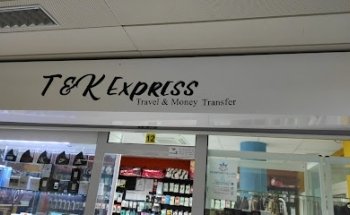 T&K Express
Travel & Money Transfer
12